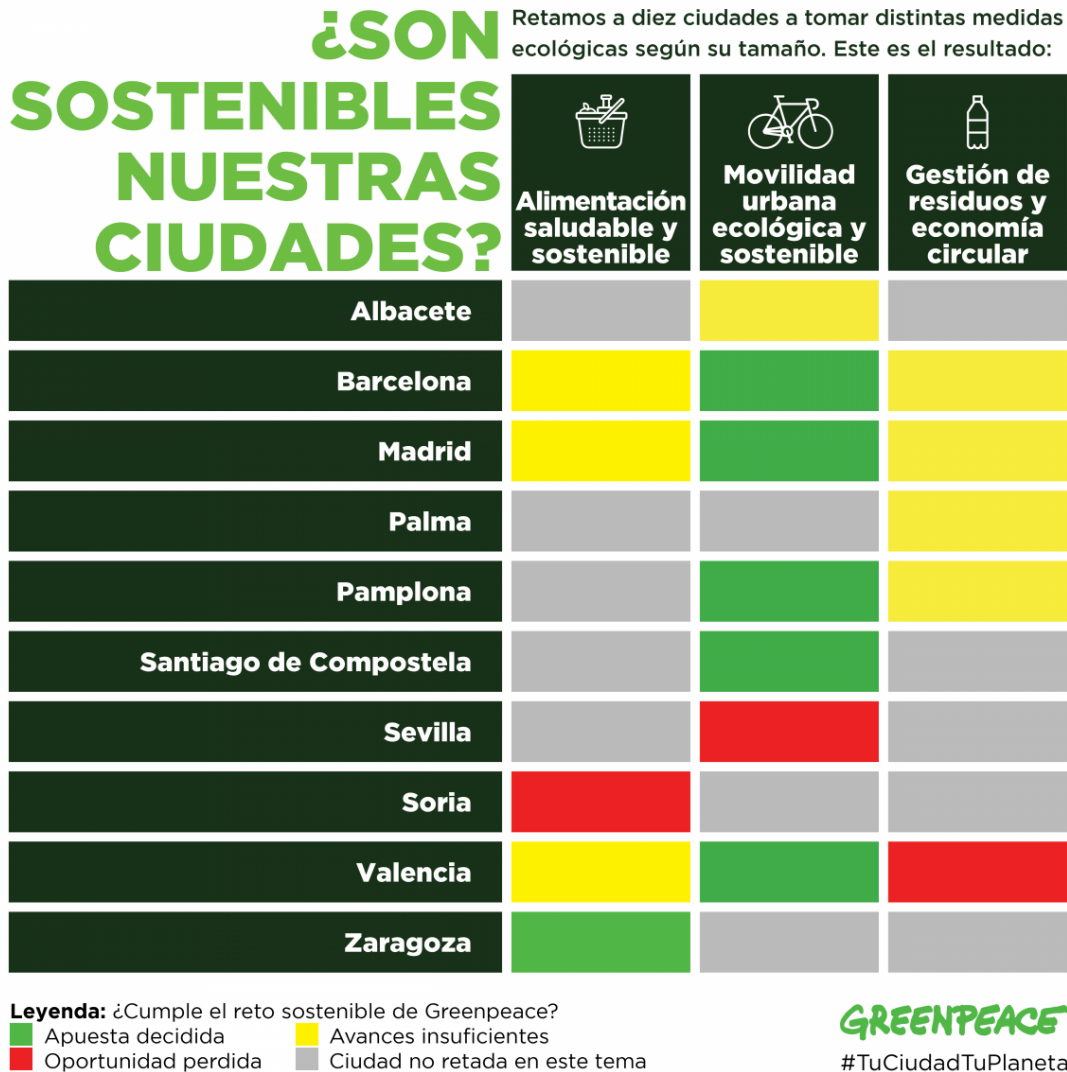 ¿SON
SOSTENIBLES
NUESTRAS
CIUDADES?
Retamos a diez ciudades a tomar distintas medidas
ecológicas según su tamaño. Este es el resultado:
Alimentación
saludable y
sostenible
Movilidad
urbana
ecológica y
sostenible
Gestión de
residuos y
economía
circular
Albacete
Barcelona
Madrid
Palma
Pamplona
Santiago de Compostela
Sevilla
Soria
Valencia
Zaragoza
Leyenda: ¿Cumple el reto sostenible de Greenpeace?
Apuesta decidida
Avances insuficientes
Oportunidad perdida
Ciudad no retada en este tema
GREENPEACE
#TuCiudadTuPlaneta